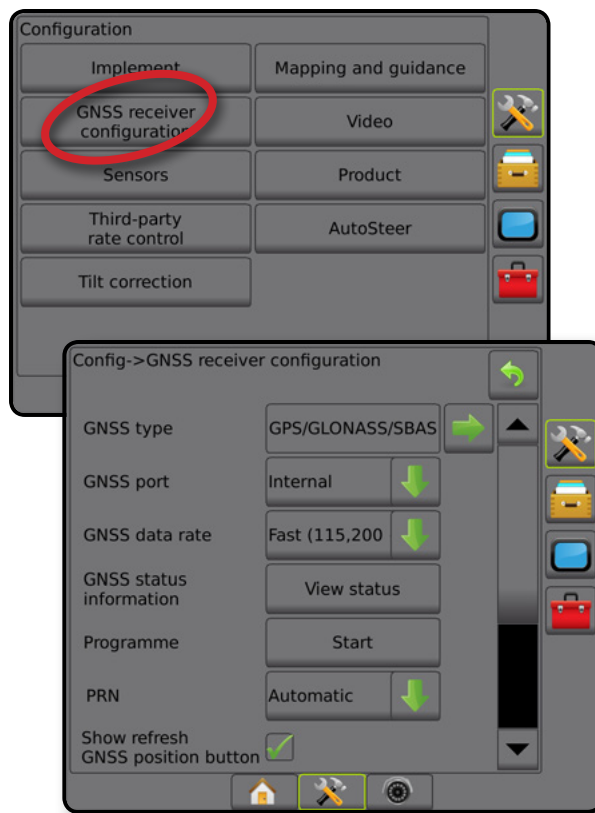 Configuration
Implement
Mapping and guidance
GNSS receiver
configuration
Video
Sensors
Product
Third-party
rate control
AutoSteer
Tilt correction
Config->GNSS receiver configuration
GNSS type
GPS/GLONASS/SBAS
GNSS port
Internal
GNSS data rate
Fast (115,200
GNSS status
information
View status
Programme
Start
PRN
Automatic
Show refresh
GNSS position button